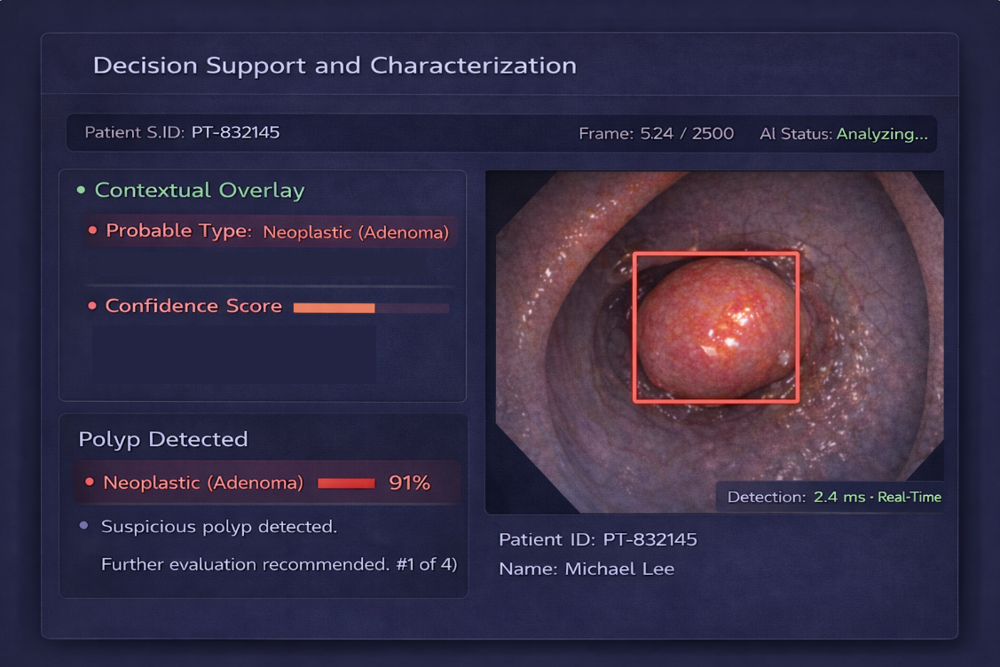 Decision Support and Characterization
Patient S.ID: PT-832145
Frame: 5.24 / 2500 AI Status: Analyzing...
Contextual Overlay
Probable Type: Neoplastic (Adenoma)
Confidence Score
Polyp Detected
Neoplastic (Adenoma) 91%
Suspicious polyp detected.
Further evaluation recommended. #1 of 4)
Detection: 2.4 ms · Real-Time
Patient ID: PT-832145
Name: Michael Lee